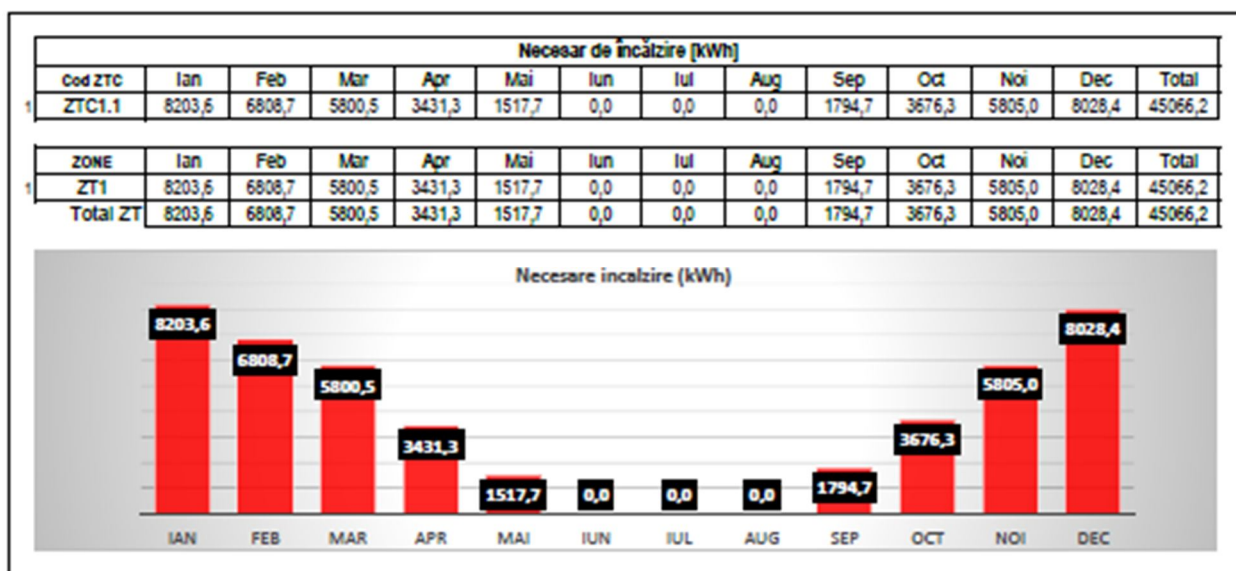 Necesar de încălzire [kWh]
Cod ZTC Ian Feb Mar Apr Mai Iun Iul Aug Sep Oct Noi Dec Total
1 ZTC1.1 8203,6 6808,7 5800,5 3431,3 1517,7 0,0 0,0 0,0 1794,7 3676,3 5805,0 8028,4 45066,2
ZONE Ian Feb Mar Apr Mai Iun Iul Aug Sep Oct Noi Dec Total
1 ZT1 8203,6 6808,7 5800,5 3431,3 1517,7 0,0 0,0 0,0 1794,7 3676,3 5805,0 8028,4 45066,2
Total ZT 8203,6 6808,7 5800,5 3431,3 1517,7 0,0 0,0 0,0 1794,7 3676,3 5805,0 8028,4 45066,2
Necesare incalzire (kWh)
8203,6 6808,7 5800,5 3431,3 1517,7 0,0 0,0 0,0 1794,7 3676,3 5805,0 8028,4
IAN FEB MAR APR MAI IUN IUL AUG SEP OCT NOI DEC